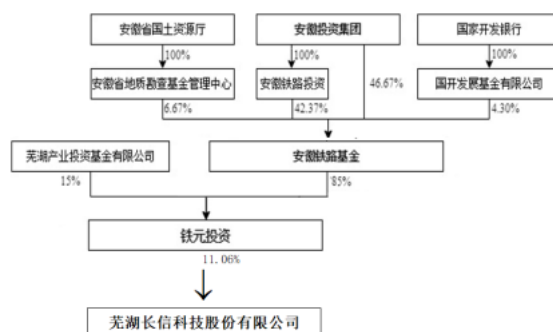 安徽省国土资源厅
安徽投资集团
国家开发银行
100%
100%
46.67%
100%
安徽省地质勘查基金管理中心
安徽铁路投资
国开发展基金有限公司
6.67%
42.37%
4.30%
芜湖产业投资基金有限公司
安徽铁路基金
15%
85%
铁元投资
11.06%
芜湖长信科技股份有限公司